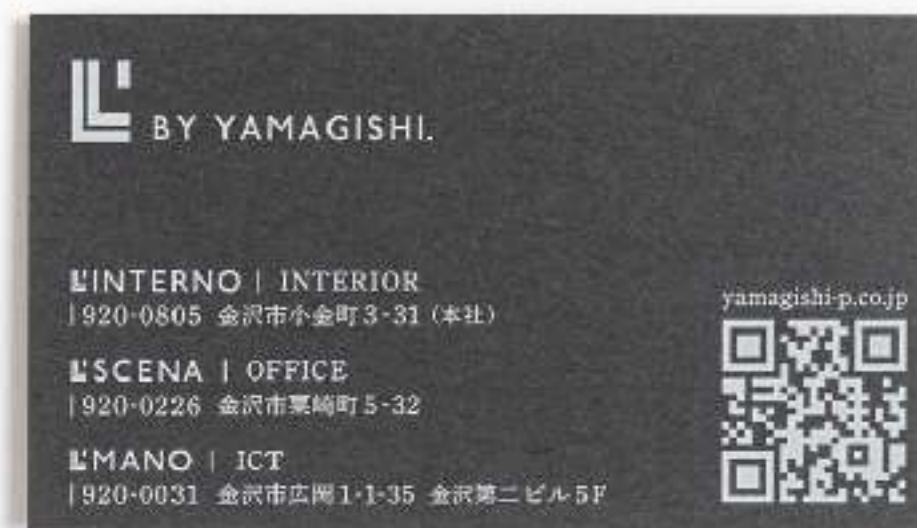 L' BY YAMAGISHI.
L'INTERNO | INTERIOR
| 920-0805 金沢市小金町3-31（本社）
yamagishi-p.co.jp
L'SCENA | OFFICE
| 920-0226 金沢市粟崎町5-32
L'MANO | ICT
| 920-0031 金沢市広岡1-1-35 金沢第二ビル5F